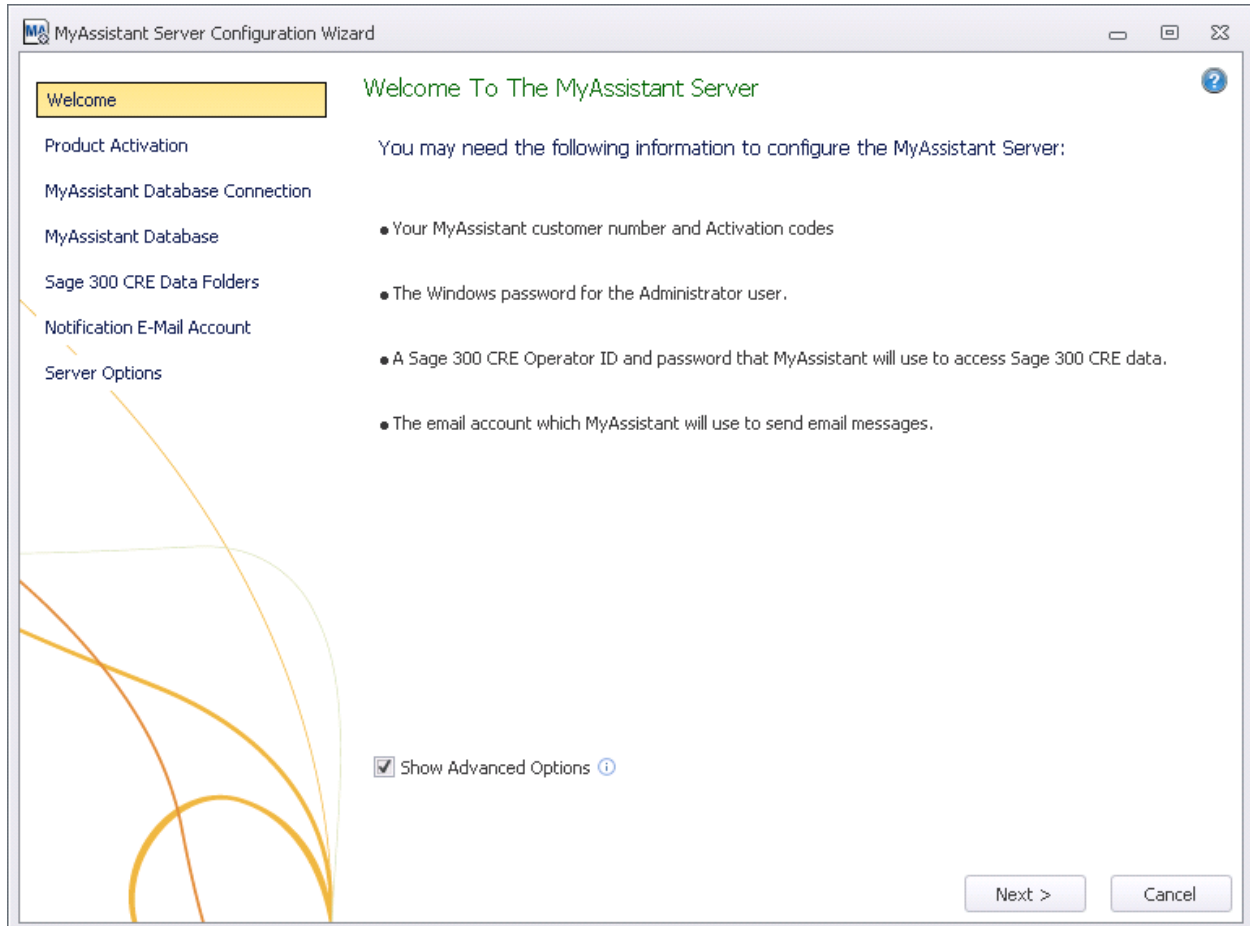 MyAssistant Server Configuration Wizard
Welcome
Product Activation
MyAssistant Database Connection
MyAssistant Database
Sage 300 CRE Data Folders
Notification E-Mail Account
Server Options
Welcome To The MyAssistant Server
You may need the following information to configure the MyAssistant Server:
● Your MyAssistant customer number and Activation codes
● The Windows password for the Administrator user.
● A Sage 300 CRE Operator ID and password that MyAssistant will use to access Sage 300 CRE data.
● The email account which MyAssistant will use to send email messages.
Show Advanced Options
Next >
Cancel